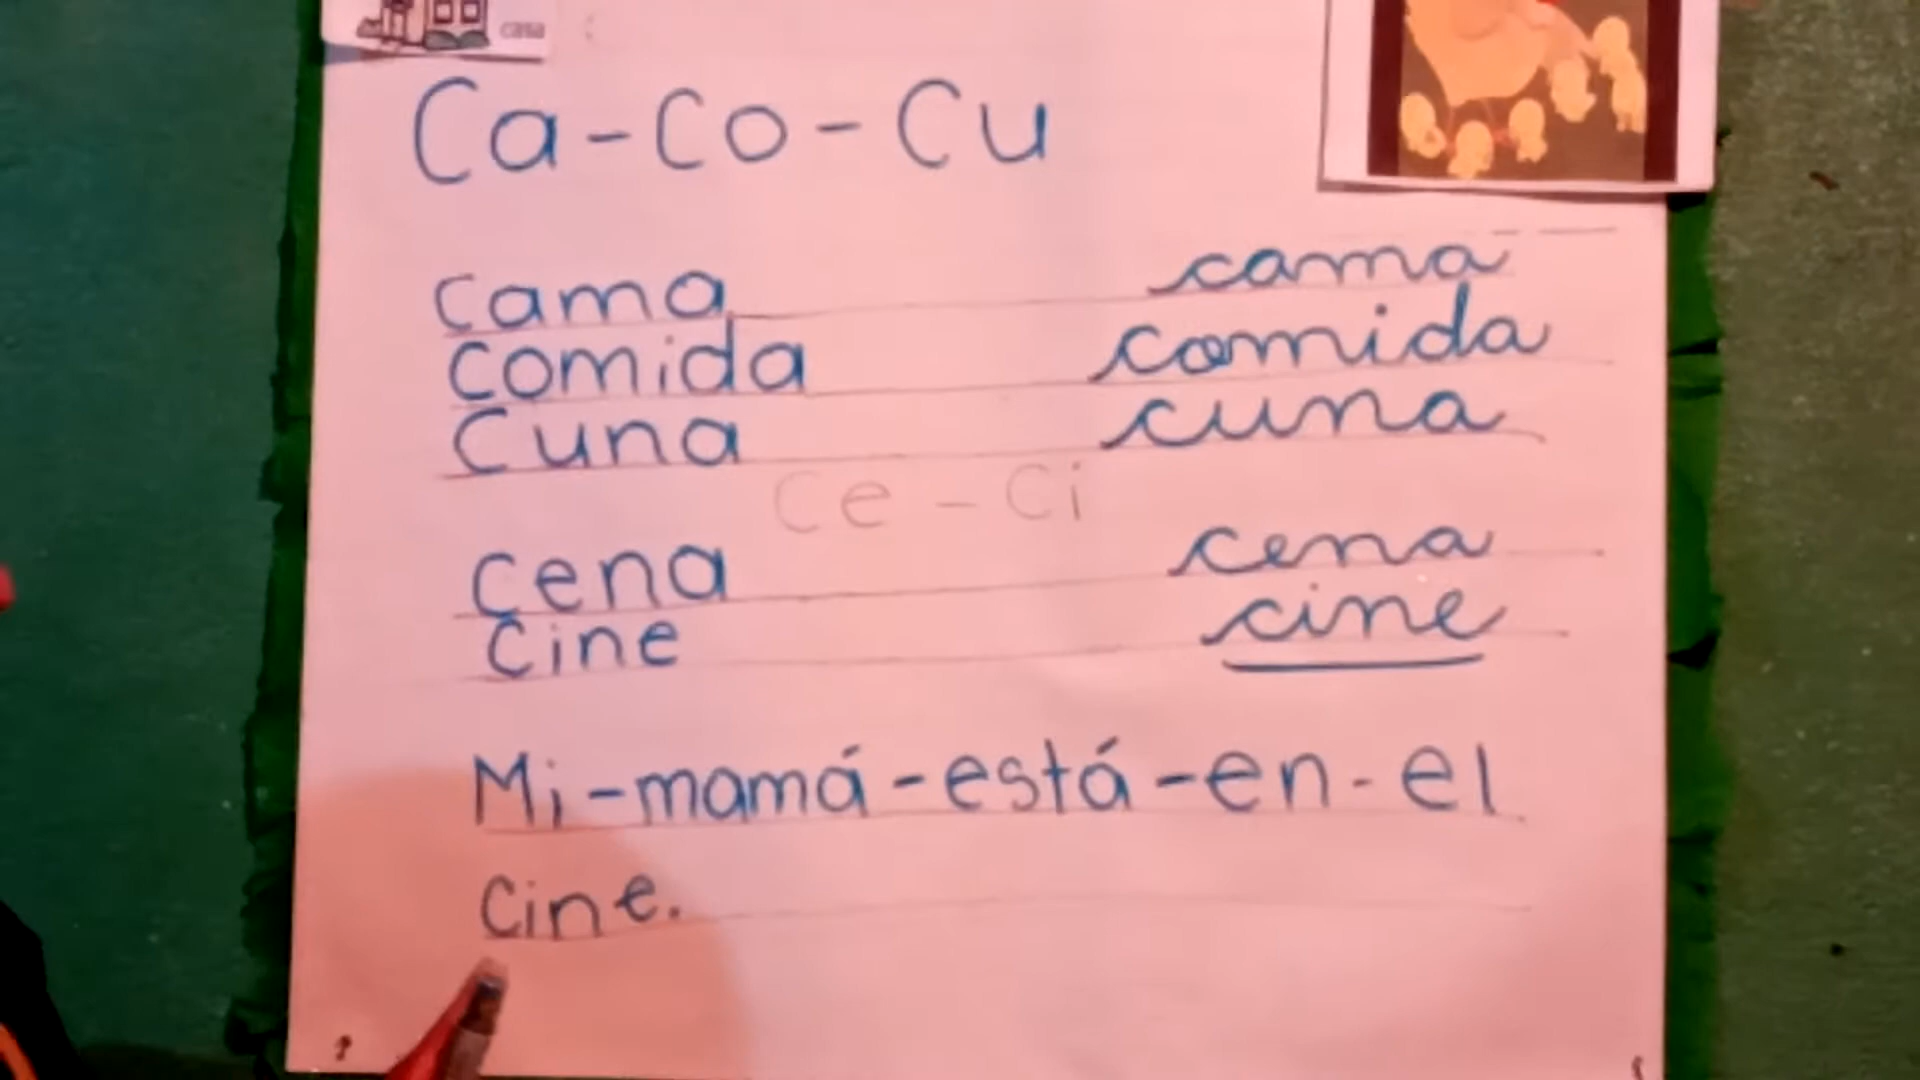 casa
Ca - Co - Cu
cama cama
comida comida
Cuna cuna
Ce - Ci
cena cena
Cine cine
Mi - mamá - está - en - el
Cine.